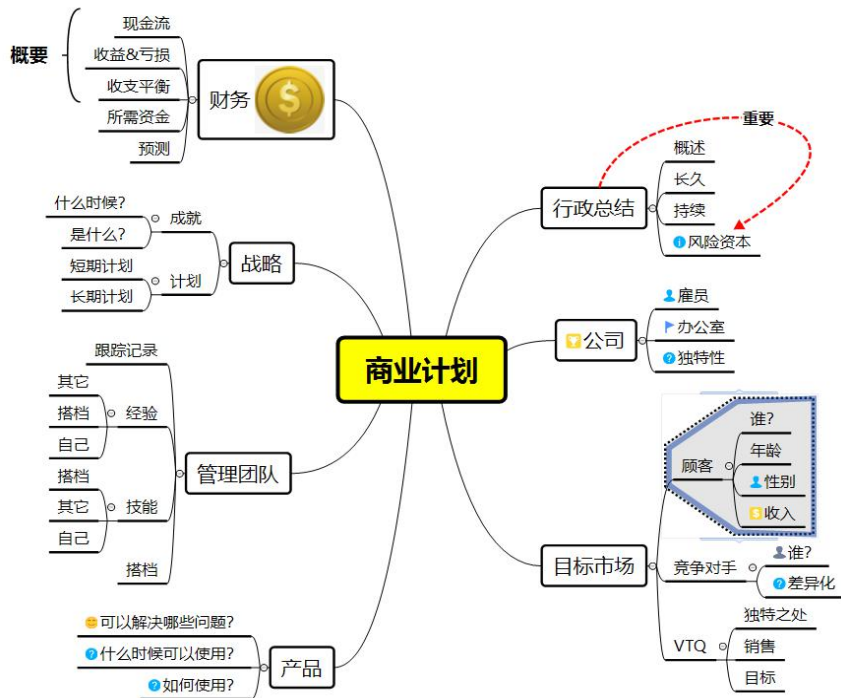 商业计划
重要
行政总结
概述
长久
持续
风险资本
公司
雇员
办公室
独特性
目标市场
顾客
谁?
年龄
性别
收入
竞争对手
谁?
差异化
VTQ
独特之处
销售
目标
概要
财务
现金流
收益&亏损
收支平衡
所需资金
预测
战略
成就
什么时候?
是什么?
计划
短期计划
长期计划
管理团队
跟踪记录
经验
其它
搭档
自己
技能
搭档
其它
自己
搭档
产品
可以解决哪些问题?
什么时候可以使用?
如何使用?